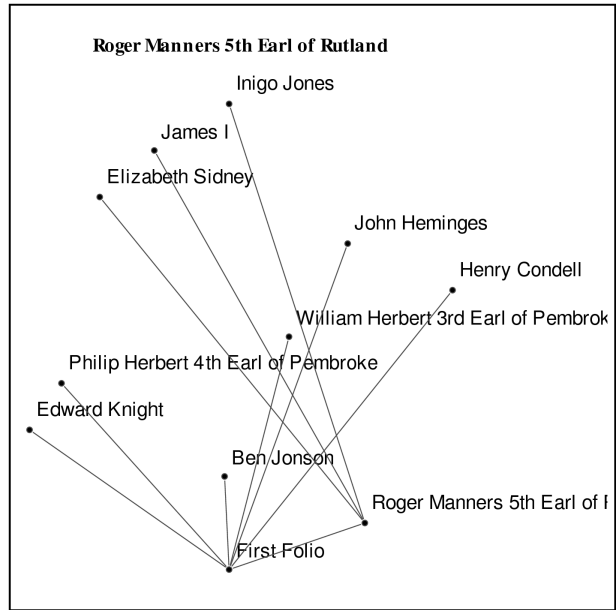 Roger Manners 5th Earl of Rutland
Inigo Jones
James I
Elizabeth Sidney
John Heminges
Henry Condell
William Herbert 3rd Earl of Pembrok
Philip Herbert 4th Earl of Pembroke
Edward Knight
Ben Jonson
Roger Manners 5th Earl of
First Folio